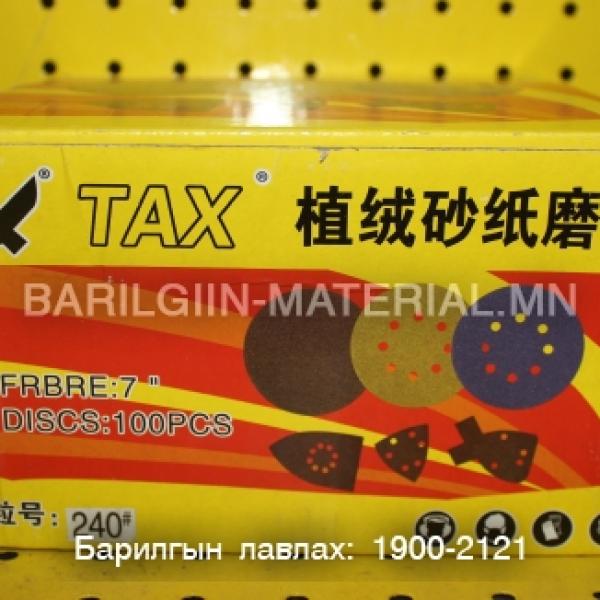 TAX®
植绒砂纸磨
BARILGIIN-MATERIAL.MN
FRBRE:7 "
DISCS:100PCS
粒号: 240#
Барилгын лавлах: 1900-2121